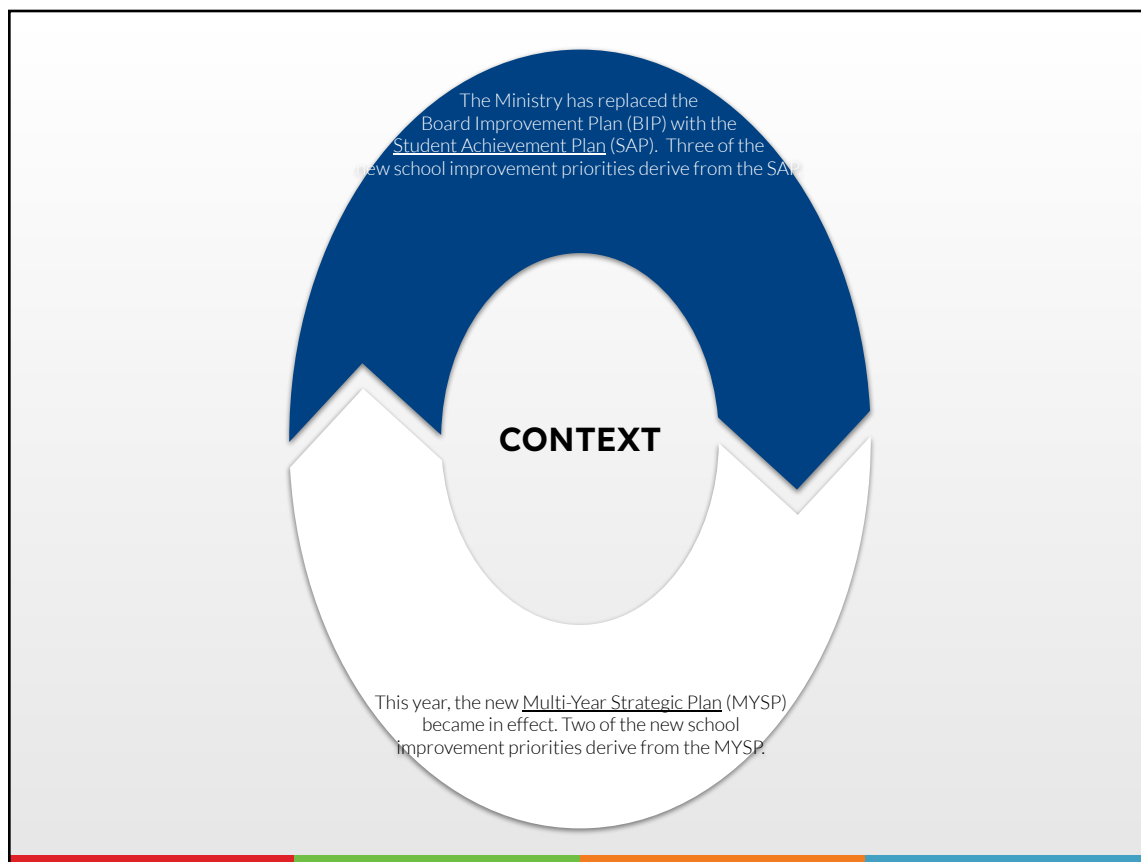 The Ministry has replaced the
Board Improvement Plan (BIP) with the
Student Achievement Plan (SAP). Three of the
new school improvement priorities derive from the SAP.
CONTEXT
This year, the new Multi-Year Strategic Plan (MYSP)
became in effect. Two of the new school
improvement priorities derive from the MYSP.